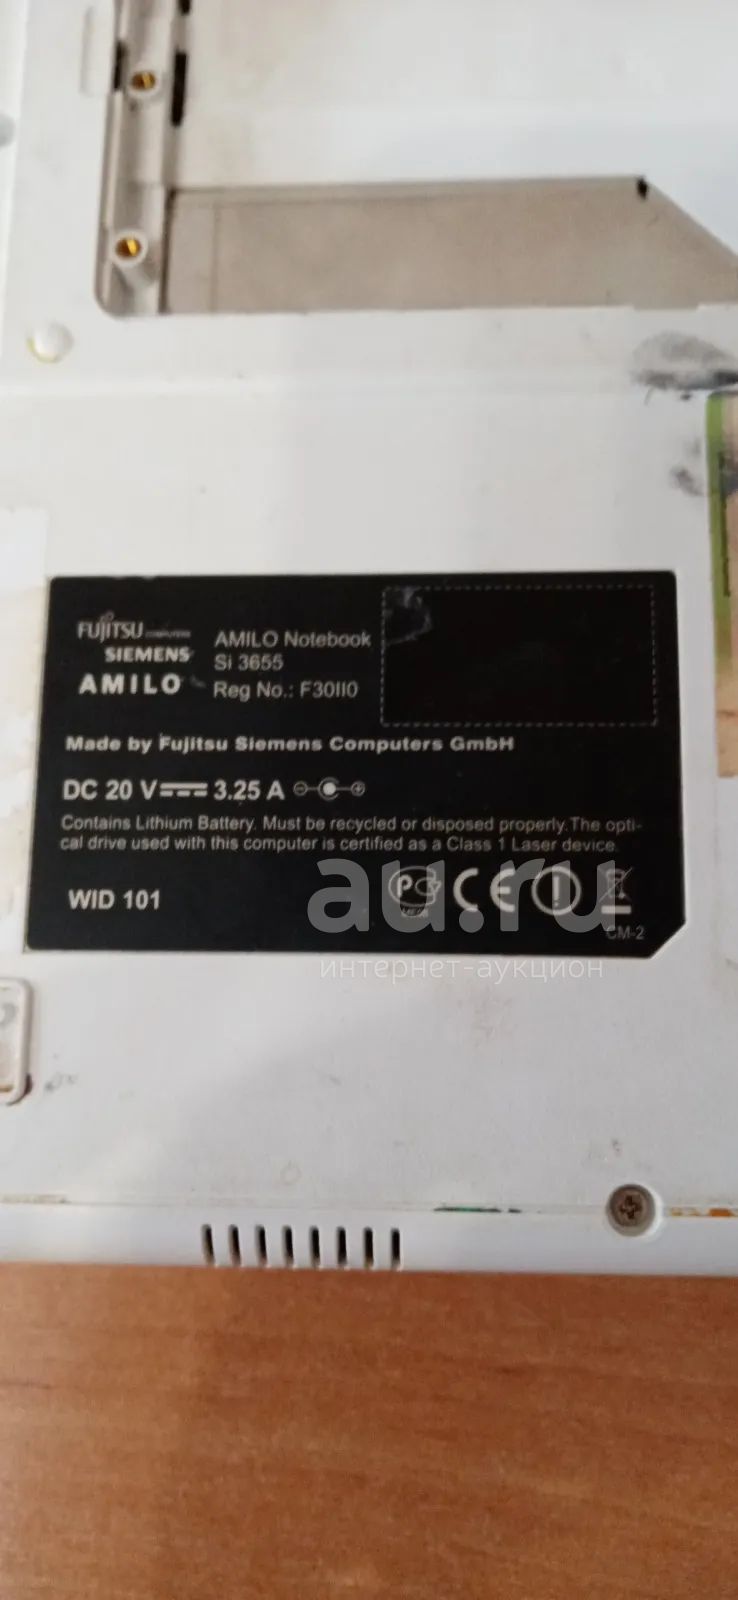 FUJITSU COMPUTERS
SIEMENS
AMILO
AMILO Notebook
Si 3655
Reg No.: F30II0
Made by Fujitsu Siemens Computers GmbH
DC 20 V 3.25 A
Contains Lithium Battery. Must be recycled or disposed properly.The opti-
cal drive used with this computer is certified as a Class 1 Laser device.
WID 101
CE
CM-2
au.ru
интернет-аукцион